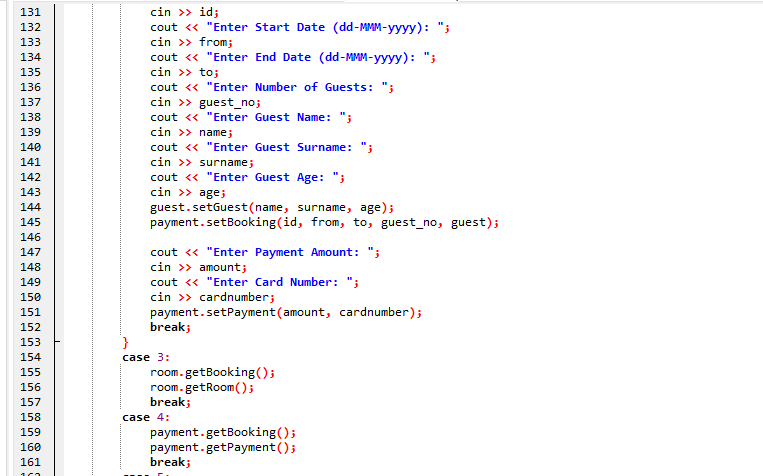 131 cin >> id;
132 cout << "Enter Start Date (dd-MMM-yyyy): ";
133 cin >> from;
134 cout << "Enter End Date (dd-MMM-yyyy): ";
135 cin >> to;
136 cout << "Enter Number of Guests: ";
137 cin >> guest_no;
138 cout << "Enter Guest Name: ";
139 cin >> name;
140 cout << "Enter Guest Surname: ";
141 cin >> surname;
142 cout << "Enter Guest Age: ";
143 cin >> age;
144 guest.setGuest(name, surname, age);
145 payment.setBooking(id, from, to, guest_no, guest);
146
147 cout << "Enter Payment Amount: ";
148 cin >> amount;
149 cout << "Enter Card Number: ";
150 cin >> cardnumber;
151 payment.setPayment(amount, cardnumber);
152 break;
153 }
154 case 3:
155 room.getBooking();
156 room.getRoom();
157 break;
158 case 4:
159 payment.getBooking();
160 payment.getPayment();
161 break;